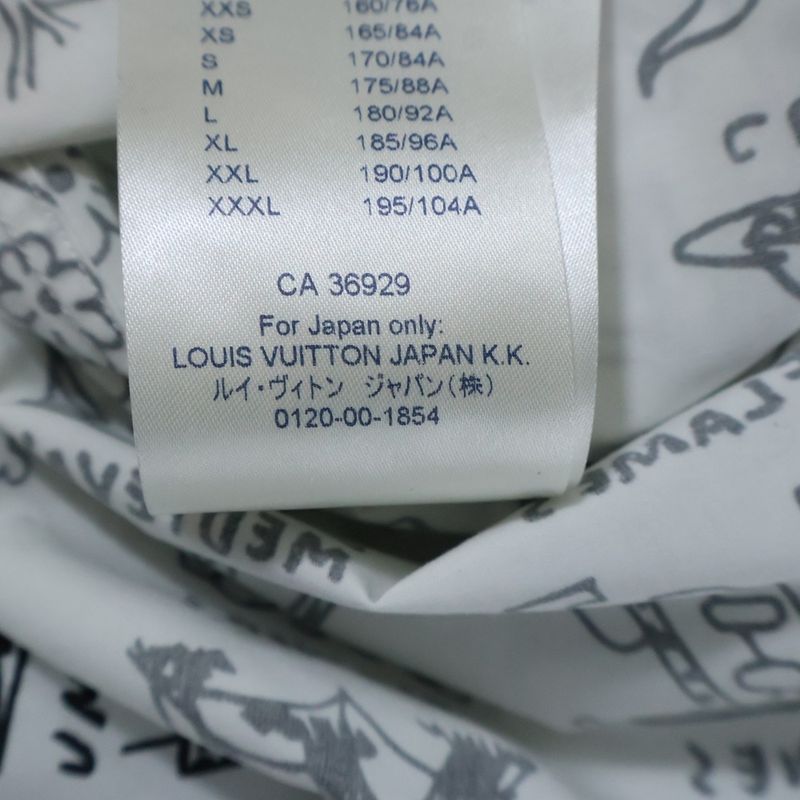 XXS 160/76A
XS 165/84A
S 170/84A
M 175/88A
L 180/92A
XL 185/96A
XXL 190/100A
XXXL 195/104A
CA 36929
For Japan only:
LOUIS VUITTON JAPAN K.K.
ルイ・ヴィトン ジャパン(株)
0120-00-1854